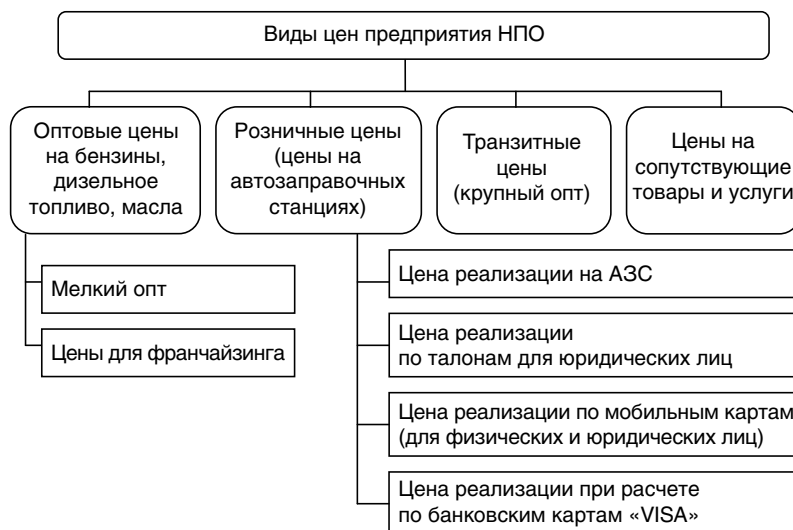 Виды цен предприятия НПО
Оптовые цены
на бензины,
дизельное
топливо, масла
Розничные цены
(цены на
автозаправочных
станциях)
Транзитные
цены
(крупный опт)
Цены на
сопутствующие
товары и услуги
Мелкий опт
Цены для франчайзинга
Цена реализации на АЗС
Цена реализации
по талонам для юридических лиц
Цена реализации по мобильным картам
(для физических и юридических лиц)
Цена реализации при расчете
по банковским картам «VISA»